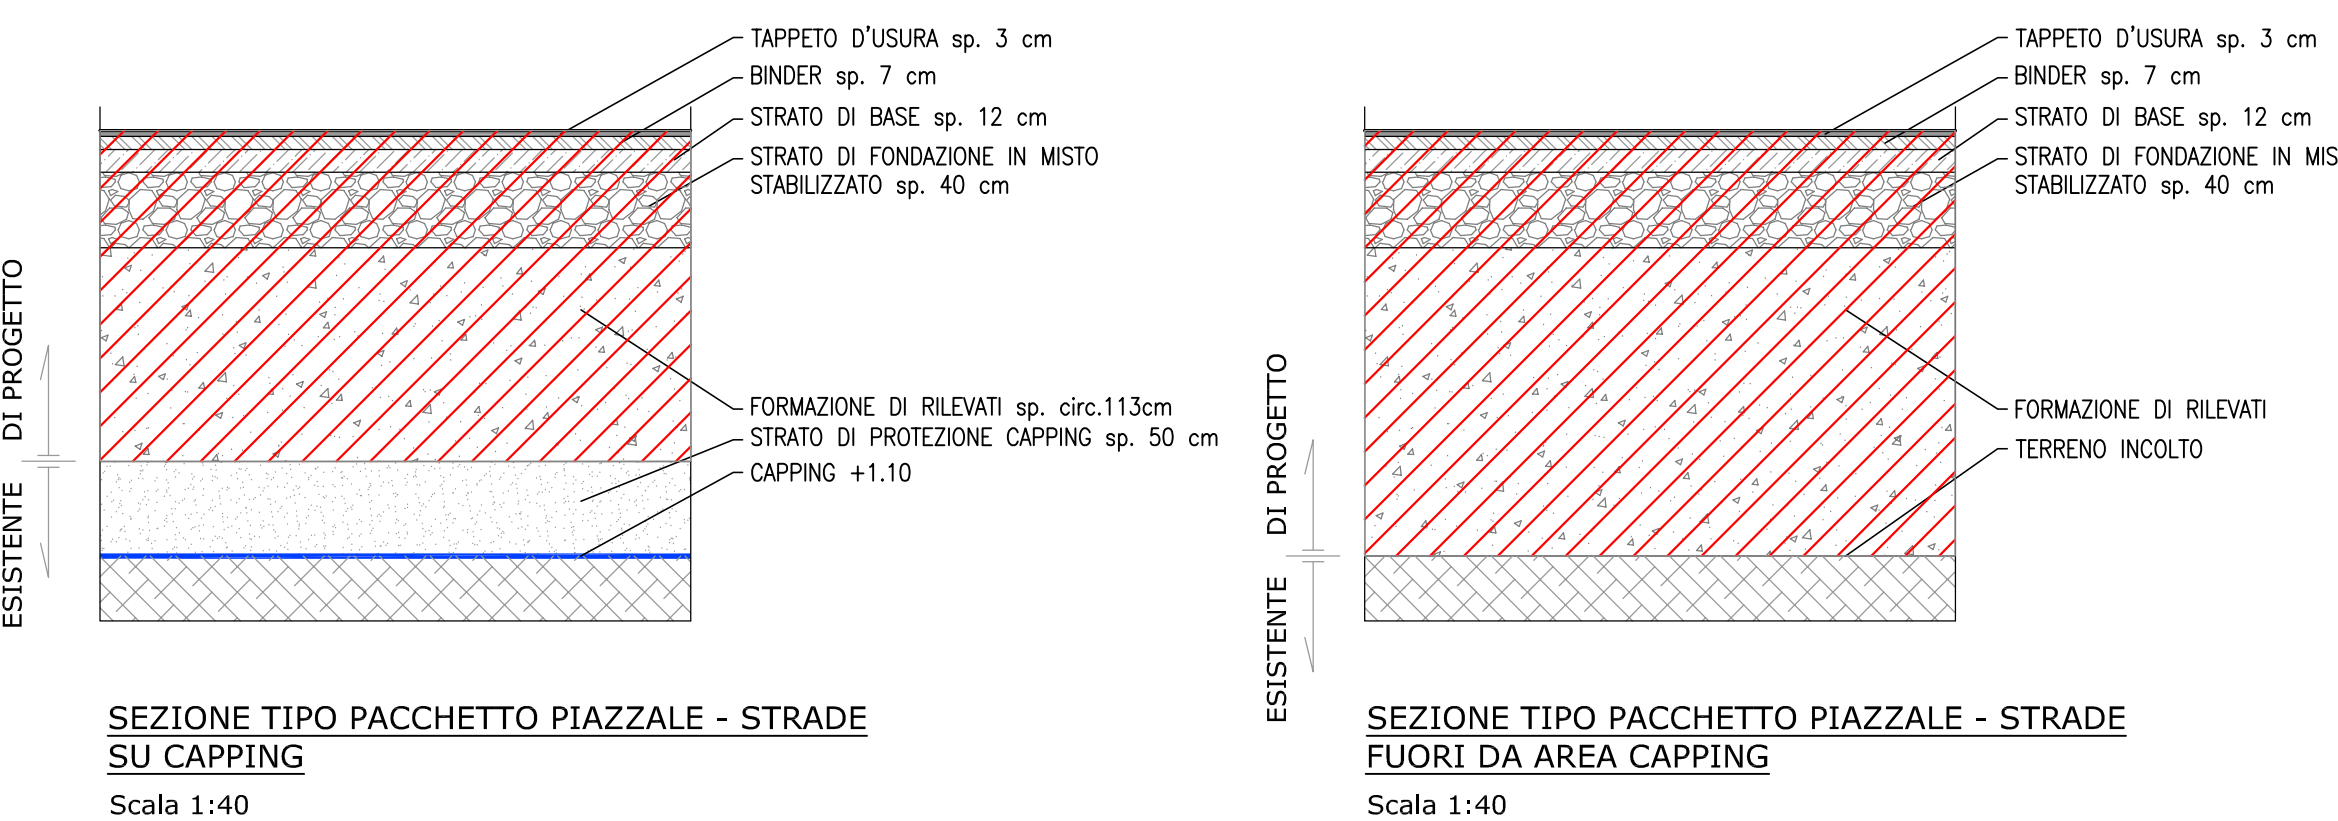 TAPPETO D'USURA sp. 3 cm
BINDER sp. 7 cm
STRATO DI BASE sp. 12 cm
STRATO DI FONDAZIONE IN MISTO
STABILIZZATO sp. 40 cm
FORMAZIONE DI RILEVATI sp. circ.113cm
STRATO DI PROTEZIONE CAPPING sp. 50 cm
CAPPING +1.10
DI PROGETTO
ESISTENTE
SEZIONE TIPO PACCHETTO PIAZZALE - STRADE
SU CAPPING
Scala 1:40
TAPPETO D'USURA sp. 3 cm
BINDER sp. 7 cm
STRATO DI BASE sp. 12 cm
STRATO DI FONDAZIONE IN MIS
STABILIZZATO sp. 40 cm
FORMAZIONE DI RILEVATI
TERRENO INCOLTO
DI PROGETTO
ESISTENTE
SEZIONE TIPO PACCHETTO PIAZZALE - STRADE
FUORI DA AREA CAPPING
Scala 1:40